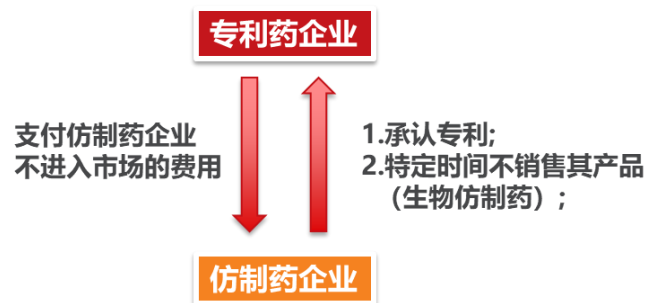 专利药企业
支付仿制药企业
不进入市场的费用
1.承认专利;
2.特定时间不销售其产品
（生物仿制药）;
仿制药企业